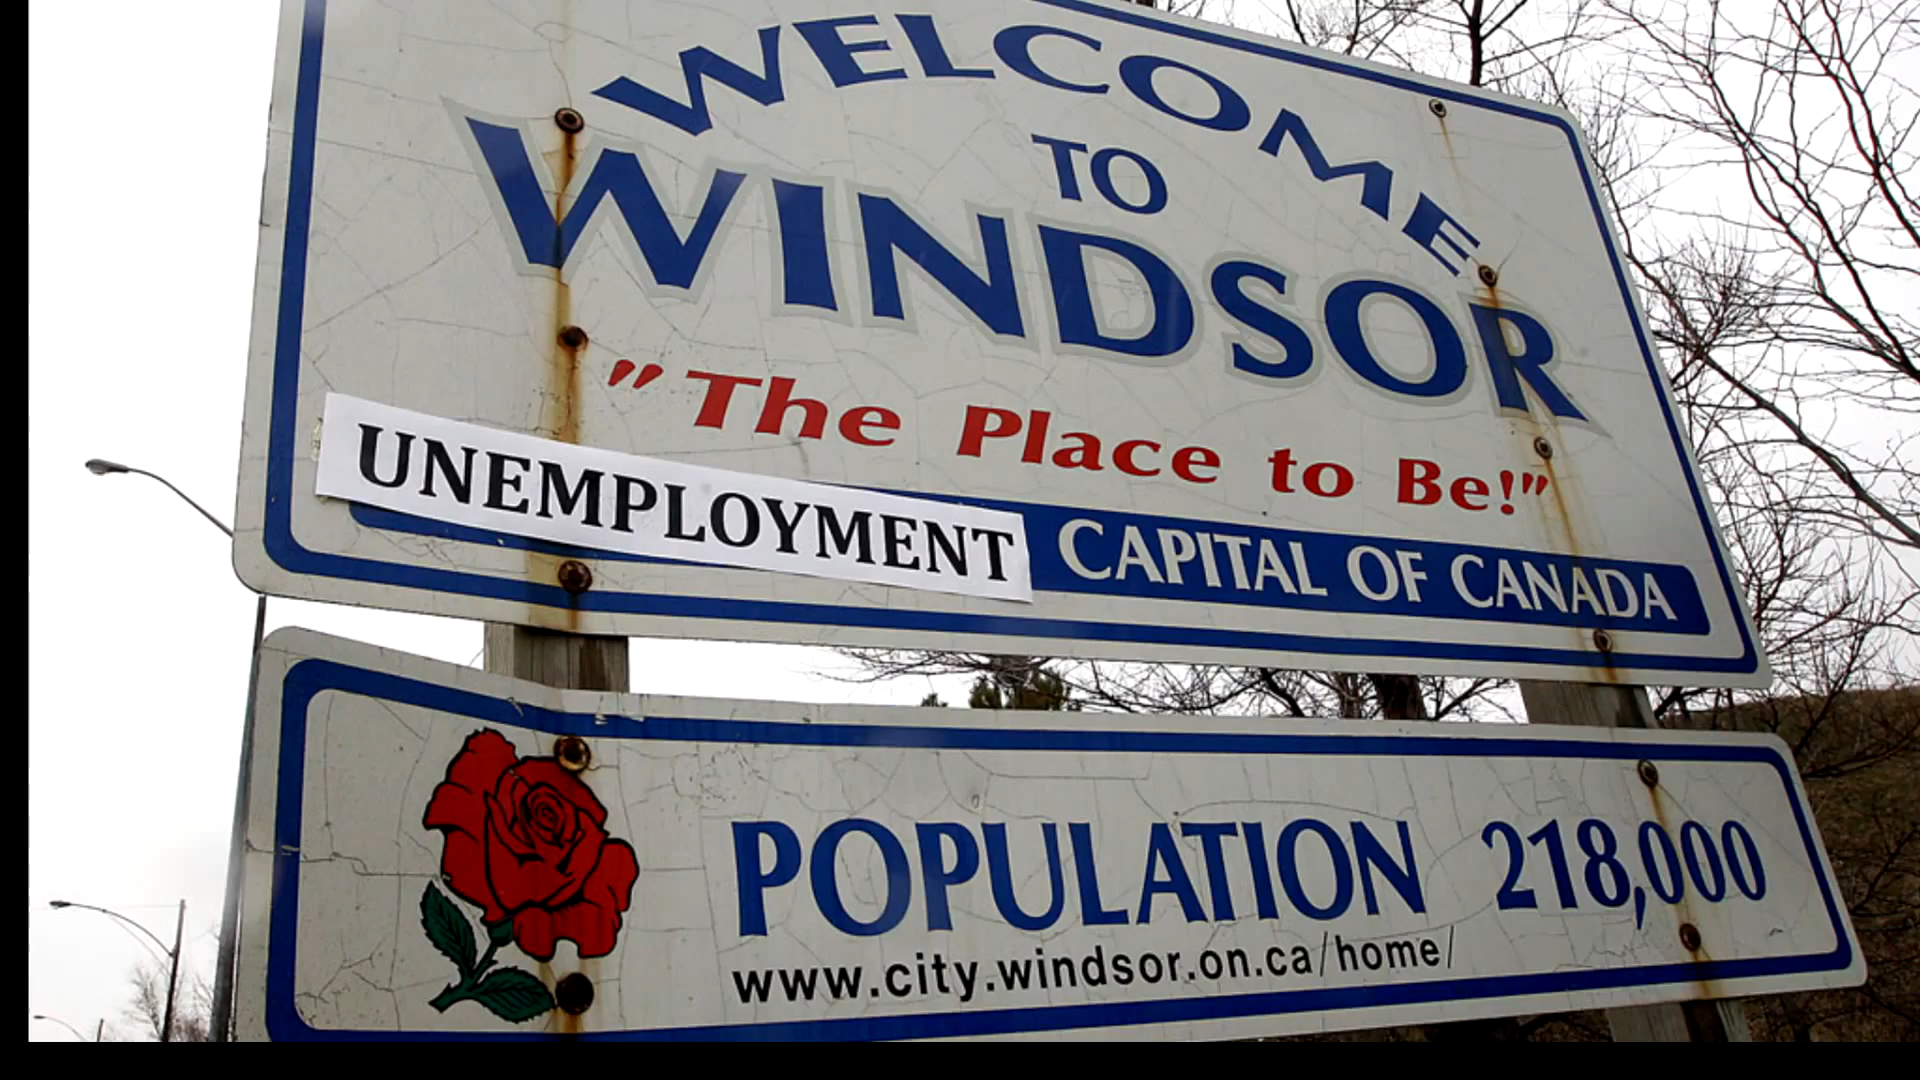 WELCOME
TO
WINDSOR
"The Place to Be!"
UNEMPLOYMENT CAPITAL OF CANADA
POPULATION 218,000
www.city.windsor.on.ca/home/